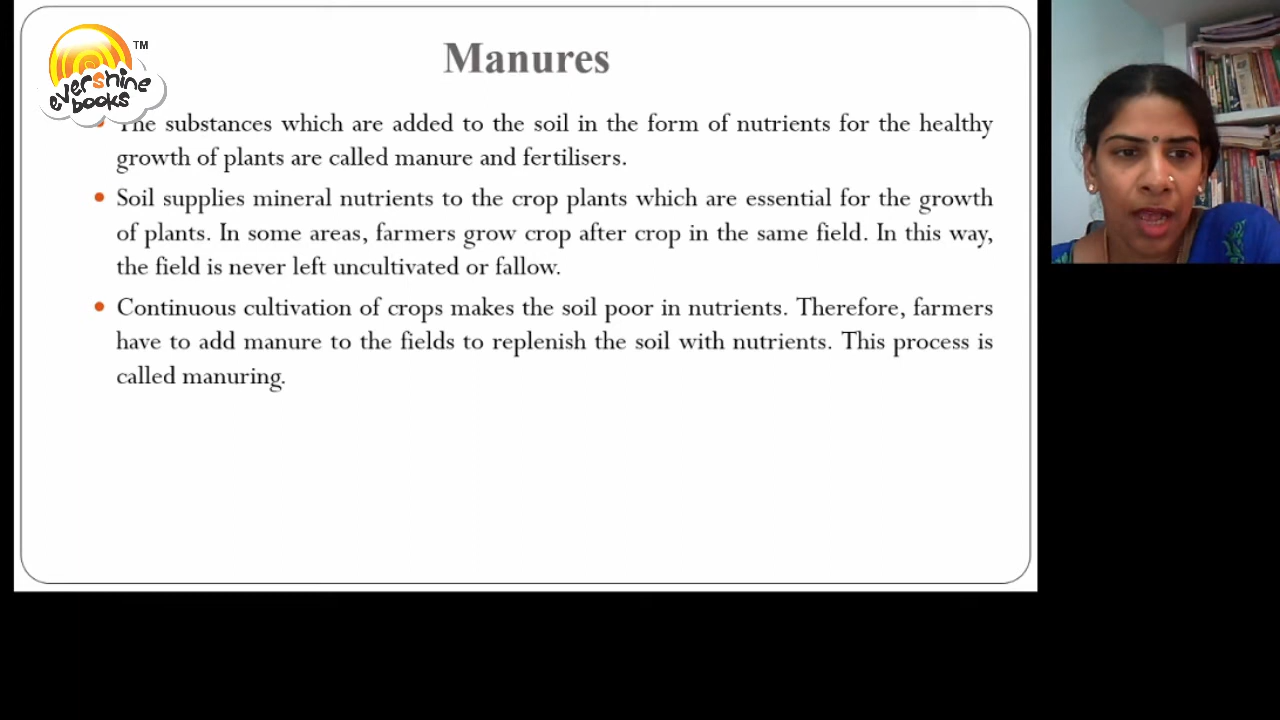 Manures
TM
evershine
books
The substances which are added to the soil in the form of nutrients for the healthy
growth of plants are called manure and fertilisers.
Soil supplies mineral nutrients to the crop plants which are essential for the growth
of plants. In some areas, farmers grow crop after crop in the same field. In this way,
the field is never left uncultivated or fallow.
Continuous cultivation of crops makes the soil poor in nutrients. Therefore, farmers
have to add manure to the fields to replenish the soil with nutrients. This process is
called manuring.